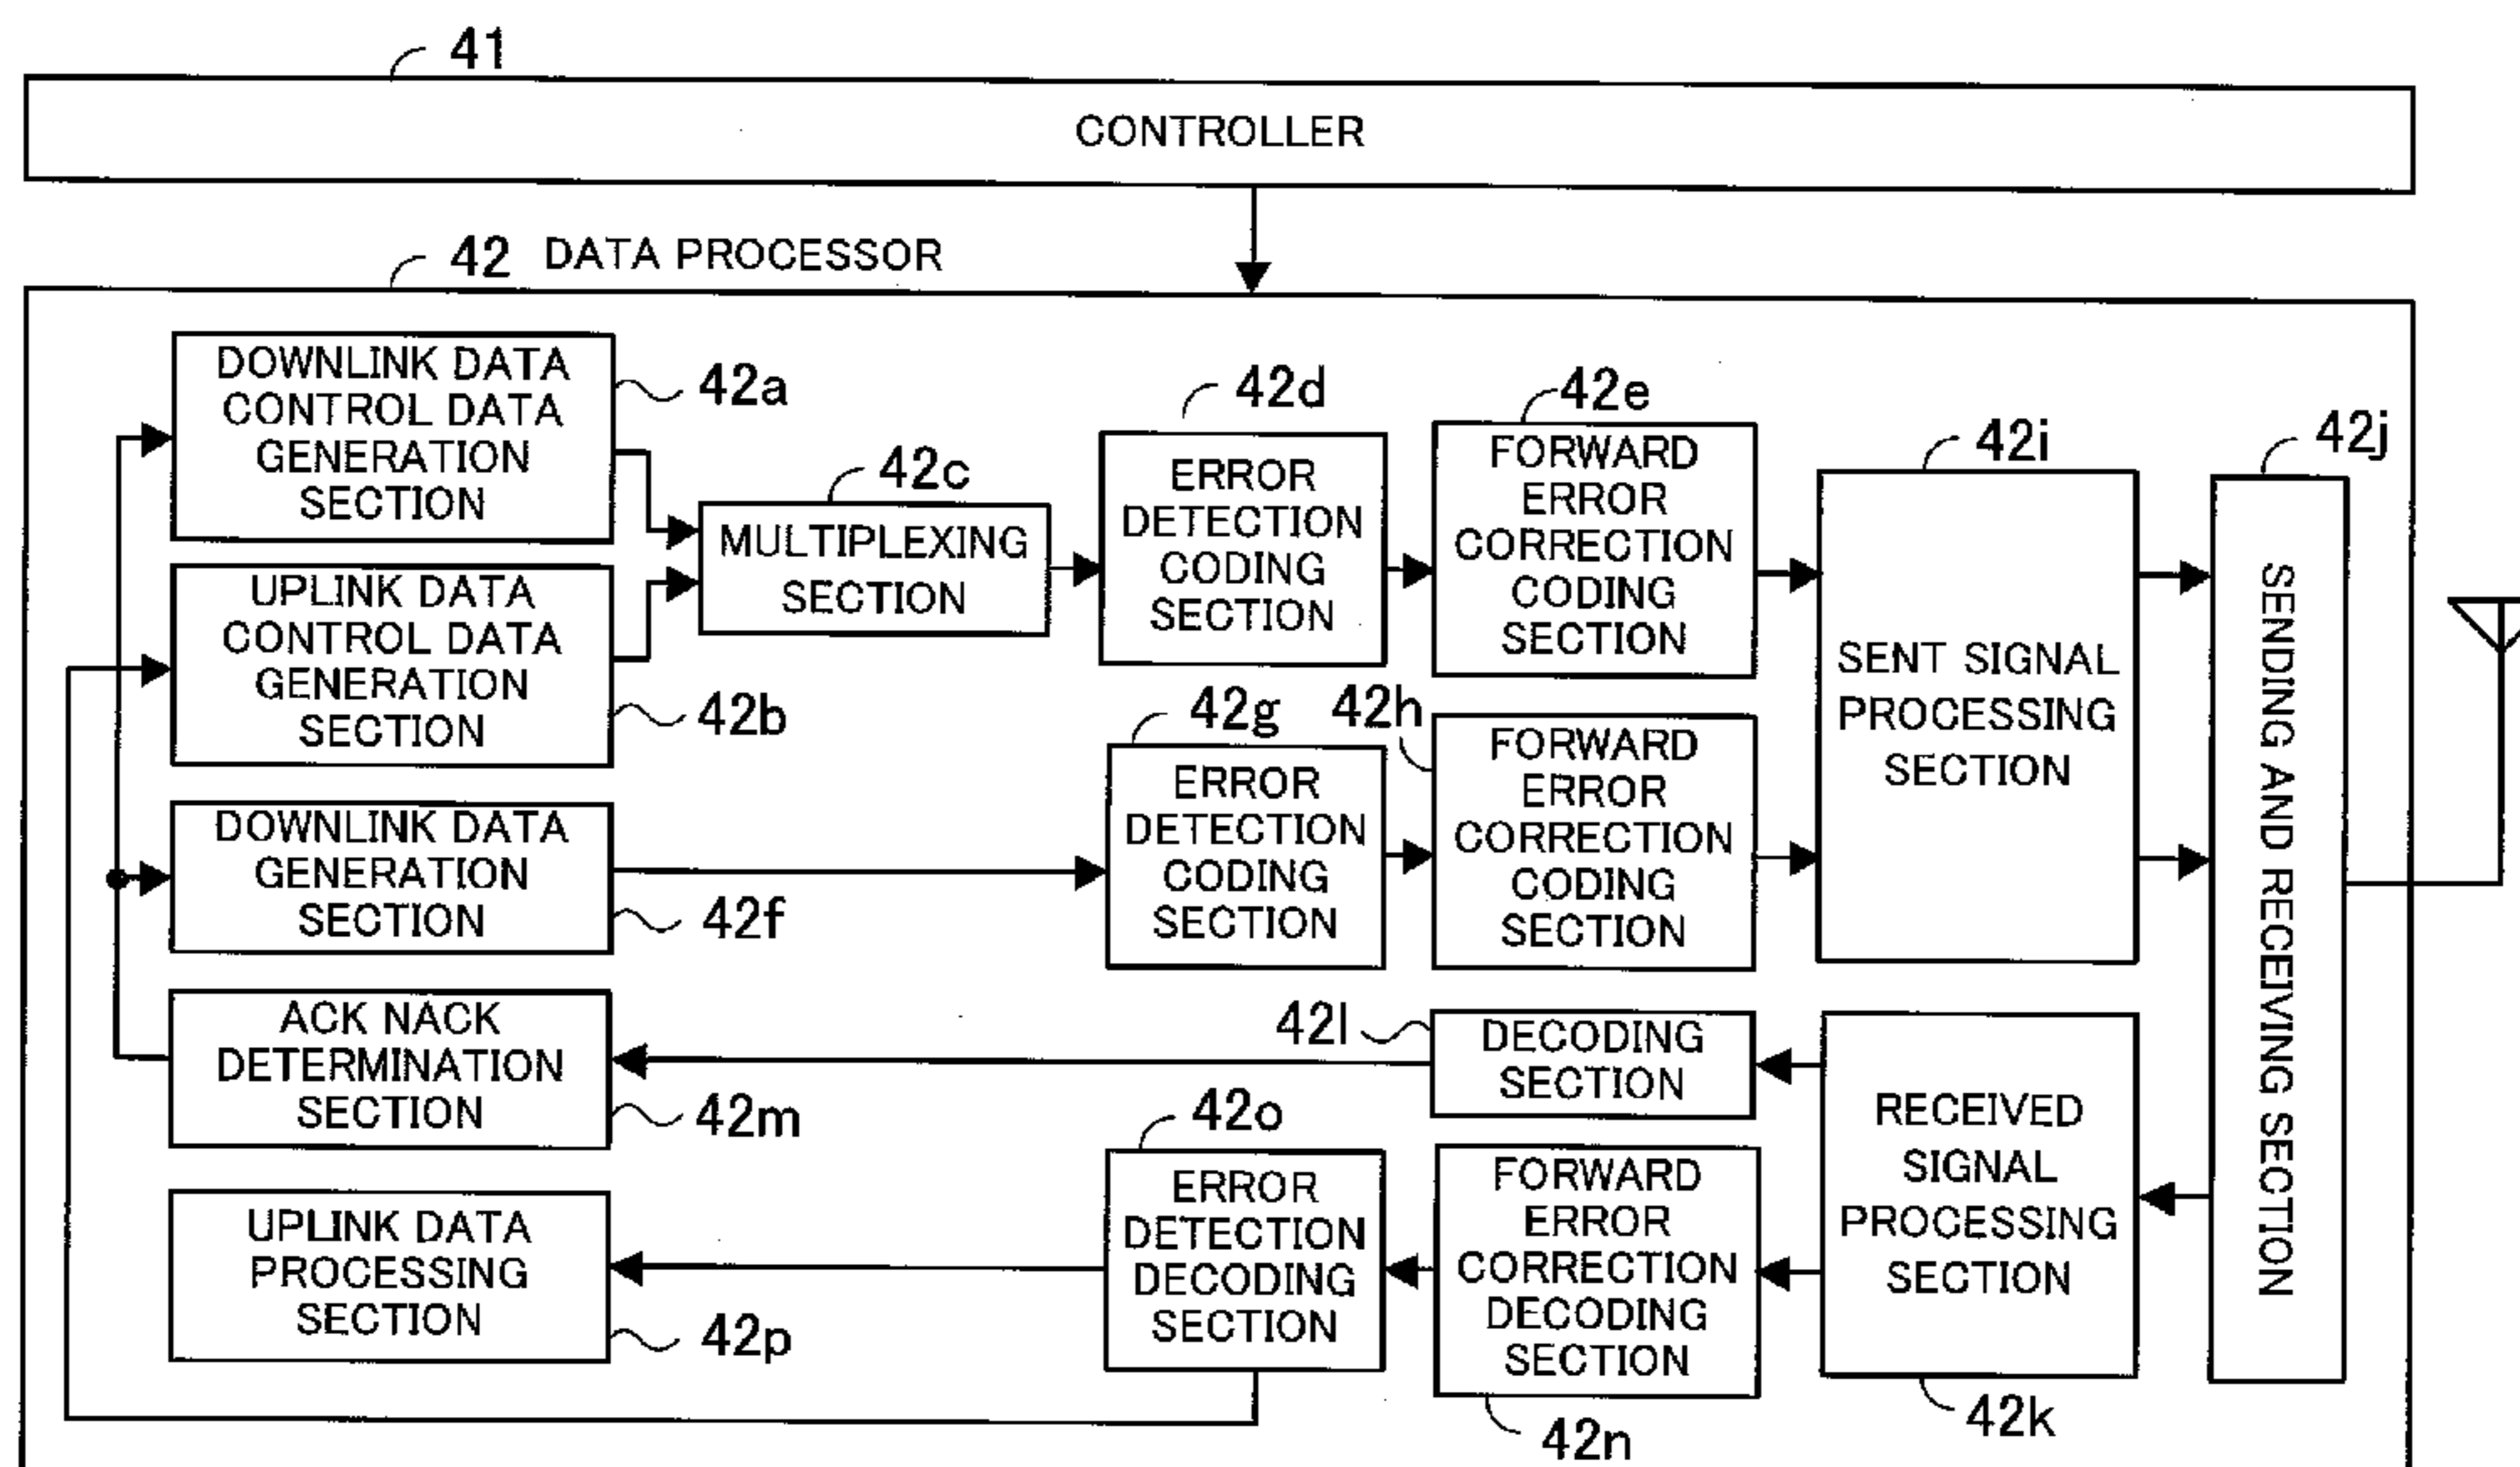 41
CONTROLLER
42 DATA PROCESSOR
DOWNLINK DATA
CONTROL DATA
GENERATION
SECTION
42a
UPLINK DATA
CONTROL DATA
GENERATION
SECTION
42b
42c
MULTIPLEXING
SECTION
42d
ERROR
DETECTION
CODING
SECTION
42e
FORWARD
ERROR
CORRECTION
CODING
SECTION
42i
SENT SIGNAL
PROCESSING
SECTION
42j
SENDING AND RECEIVING SECTION
DOWNLINK DATA
GENERATION
SECTION
42f
42g
ERROR
DETECTION
CODING
SECTION
42h
FORWARD
ERROR
CORRECTION
CODING
SECTION
ACK NACK
DETERMINATION
SECTION
42m
42l
DECODING
SECTION
RECEIVED
SIGNAL
PROCESSING
SECTION
42k
UPLINK DATA
PROCESSING
SECTION
42p
42o
ERROR
DETECTION
DECODING
SECTION
FORWARD
ERROR
CORRECTION
DECODING
SECTION
42n